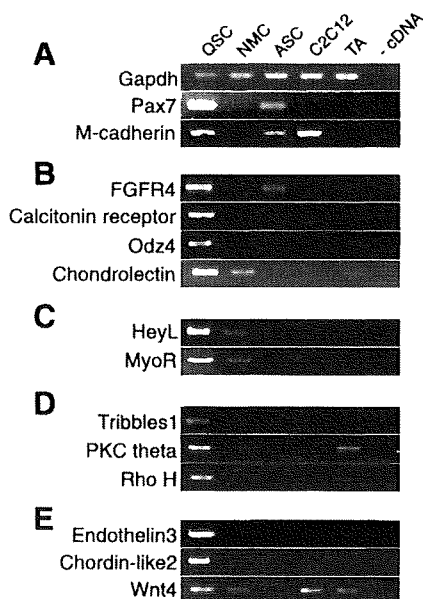 QSC NMC ASC C2C12 TA - cDNA
A
Gapdh
Pax7
M-cadherin
B
FGFR4
Calcitonin receptor
Odz4
Chondrolectin
C
HeyL
MyoR
D
Tribbles1
PKC theta
Rho H
E
Endothelin3
Chordin-like2
Wnt4